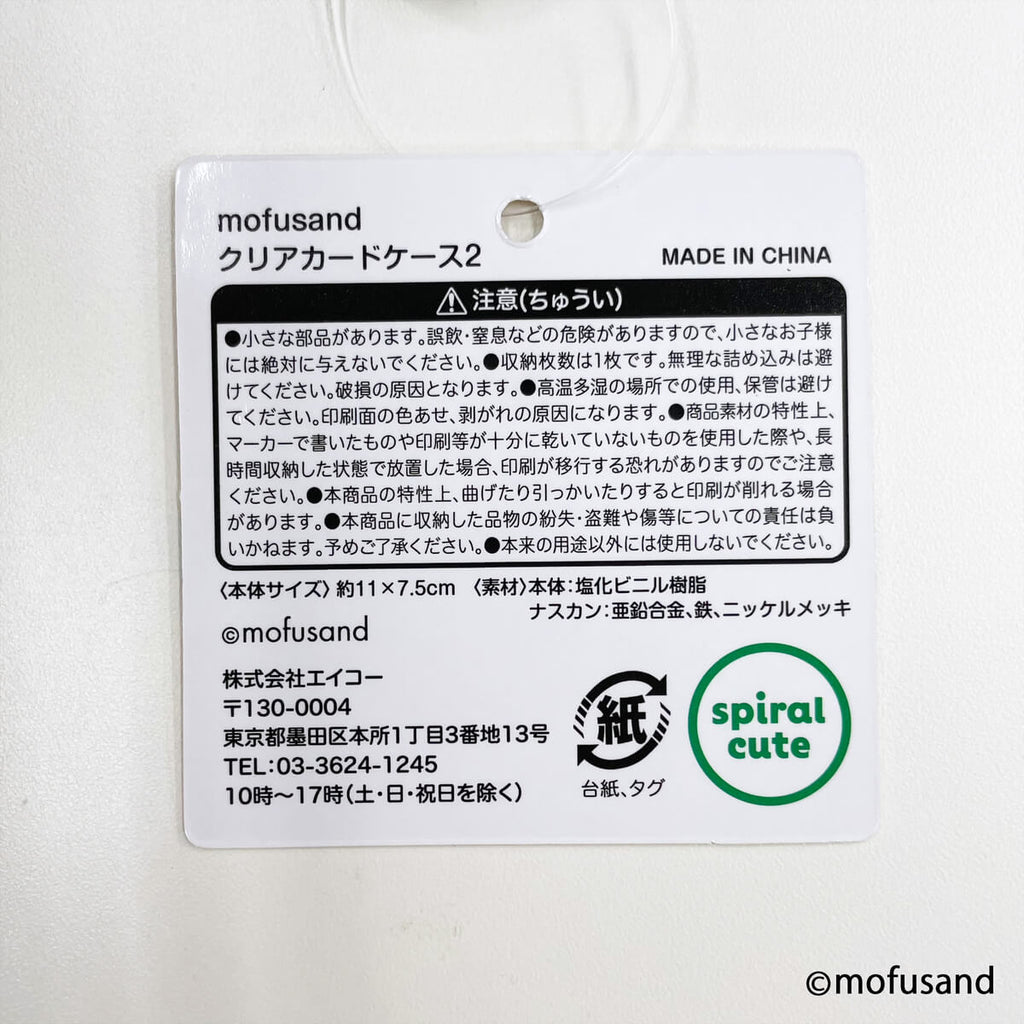 mofusand
クリアカードケース2
MADE IN CHINA
注意(ちゅうい)
●小さな部品があります。誤飲・窒息などの危険がありますので、小さなお子様
には絶対に与えないでください。●収納枚数は1枚です。無理な詰め込みは避
けてください。破損の原因となります。●高温多湿の場所での使用、保管は避け
てください。印刷面の色あせ、剥がれの原因になります。●商品素材の特性上、
マーカーで書いたものや印刷等が十分に乾いていないものを使用した際や、長
時間収納した状態で放置した場合、印刷が移行する恐れがありますのでご注意
ください。●本商品の特性上、曲げたり引っかいたりすると印刷が削れる場合
があります。●本商品に収納した品物の紛失・盗難や傷等についての責任は負
いかねます。予めご了承ください。●本来の用途以外には使用しないでください。
〈本体サイズ〉約11×7.5cm 〈素材〉本体:塩化ビニル樹脂
ナスカン:亜鉛合金、鉄、ニッケルメッキ
©mofusand
株式会社エイコー
〒130-0004
東京都墨田区本所1丁目3番地13号
TEL:03-3624-1245
10時～17時(土・日・祝日を除く)
紙
台紙、タグ
spiral
cute
©mofusand